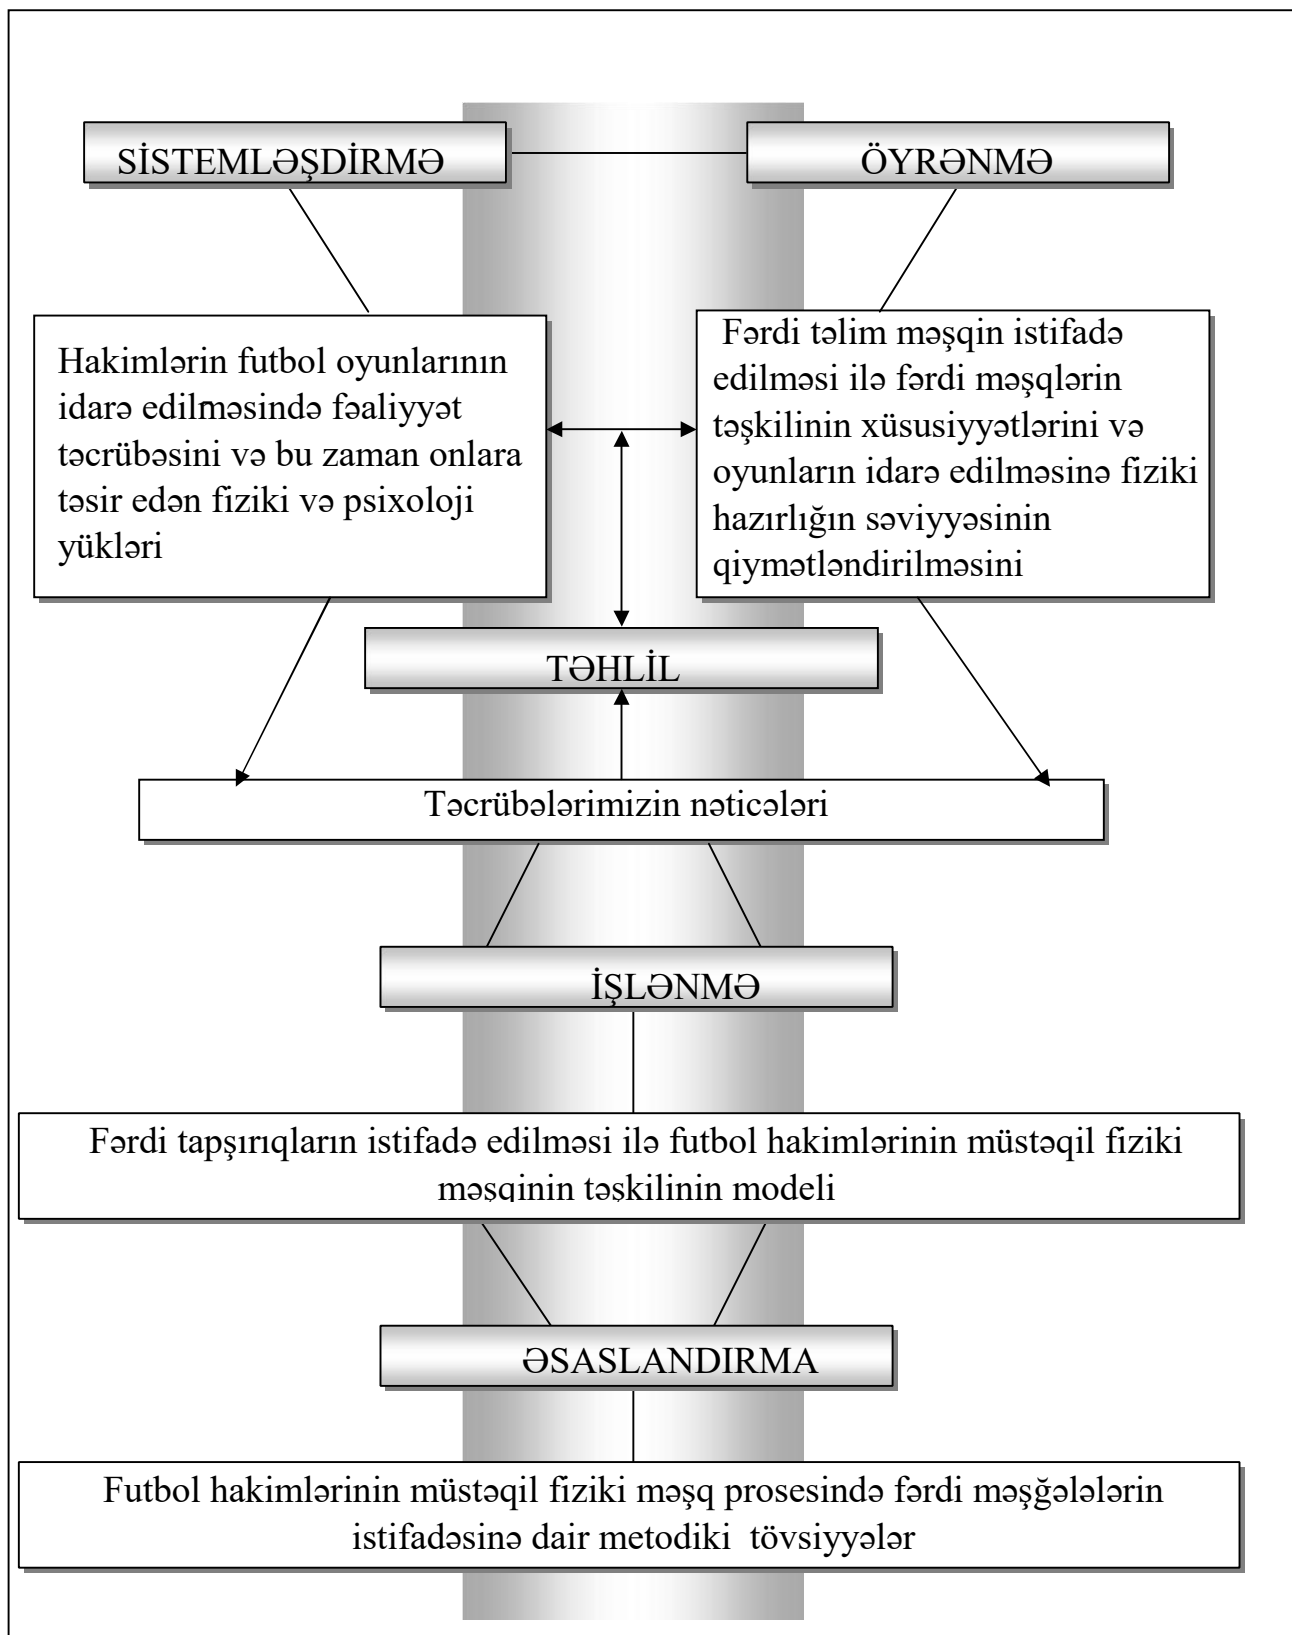 SİSTEMLƏŞDİRMƏ
ÖYRƏNMƏ
Hakimlərin futbol oyunlarının
idarə edilməsində fəaliyyət
təcrübəsini və bu zaman onlara
təsir edən fiziki və psixoloji
yükləri
Fərdi təlim məşqin istifadə
edilməsi ilə fərdi məşqlərin
təşkilinin xüsusiyyətlərini və
oyunların idarə edilməsinə fiziki
hazırlığın səviyyəsinin
qiymətləndirilməsini
TƏHLİL
Təcrübələrimizin nəticələri
İŞLƏNMƏ
Fərdi tapşırıqların istifadə edilməsi ilə futbol hakimlərinin müstəqil fiziki
məşqinin təşkilinin modeli
ƏSASLANDIRMA
Futbol hakimlərinin müstəqil fiziki məşq prosesində fərdi məşğələlərin
istifadəsinə dair metodiki tövsiyyələr